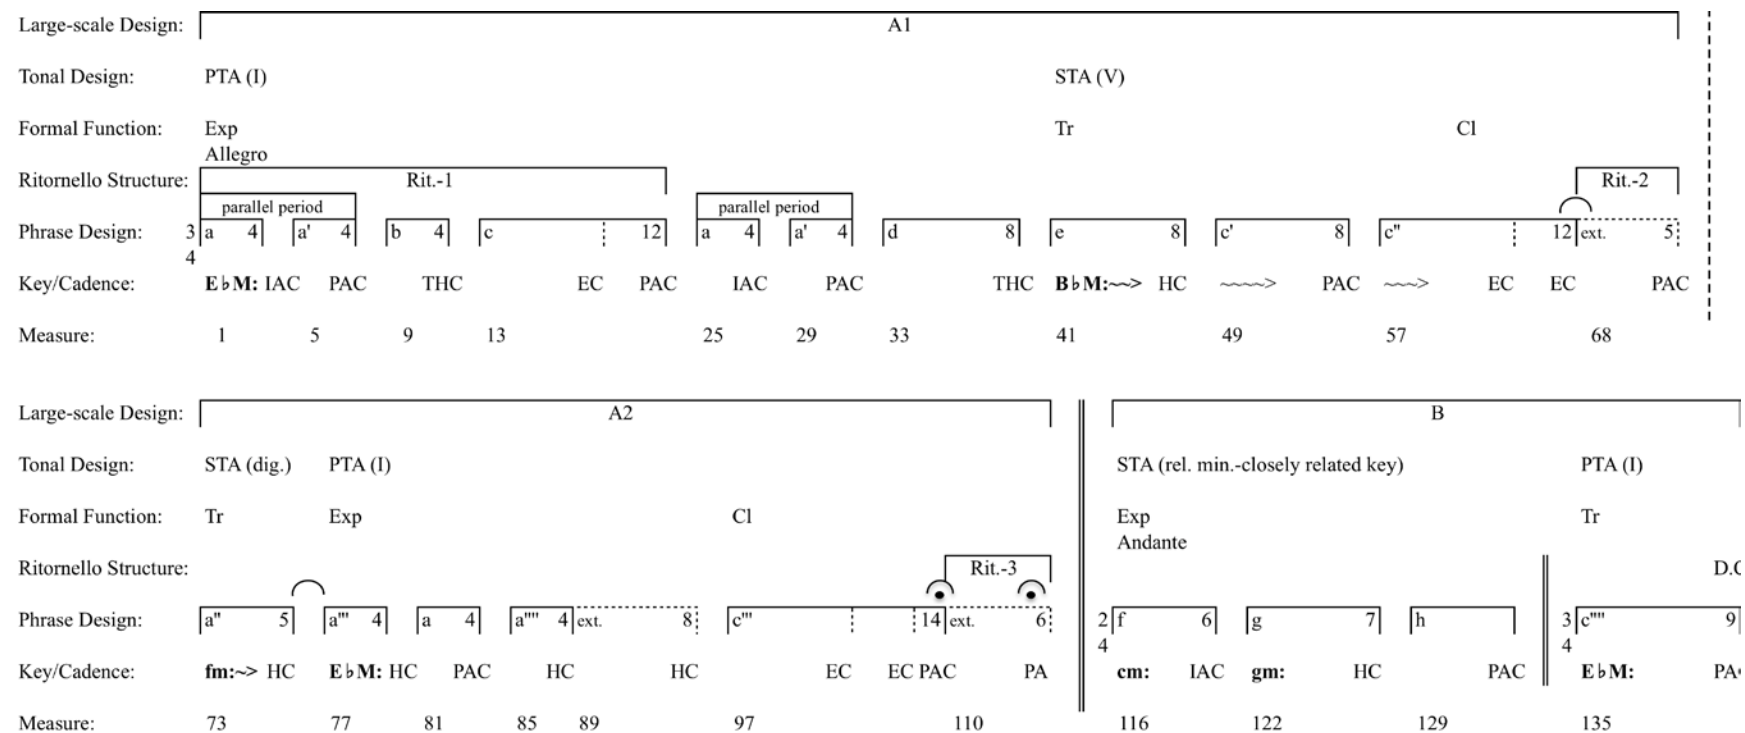 Large-scale Design: A1
Tonal Design: PTA (I) STA (V)
Formal Function: Exp Tr Cl
Allegro
Ritornello Structure: Rit.-1 Rit.-2
parallel period parallel period
Phrase Design: 3 a 4 a' 4 b 4 c 12 a 4 a' 4 d 8 e 8 c' 8 c'' 12 ext. 5
4
Key/Cadence: E♭M: IAC PAC THC EC PAC IAC PAC THC B♭M:~~> HC ~~~~> PAC ~~~> EC EC PAC
Measure: 1 5 9 13 25 29 33 41 49 57 68
Large-scale Design: A2 B
Tonal Design: STA (dig.) PTA (I) STA (rel. min.-closely related key) PTA (I)
Formal Function: Tr Exp Cl Exp Tr
Andante
Ritornello Structure: Rit.-3 D.C
Phrase Design: a'' 5 a''' 4 a 4 a'''' 4 ext. 8 c''' 14 ext. 6 2 f 6 g 7 h 3 c'''' 9
4 4
Key/Cadence: fm:~> HC E♭M: HC PAC HC HC EC EC PAC PA cm: IAC gm: HC PAC E♭M: PA
Measure: 73 77 81 85 89 97 110 116 122 129 135